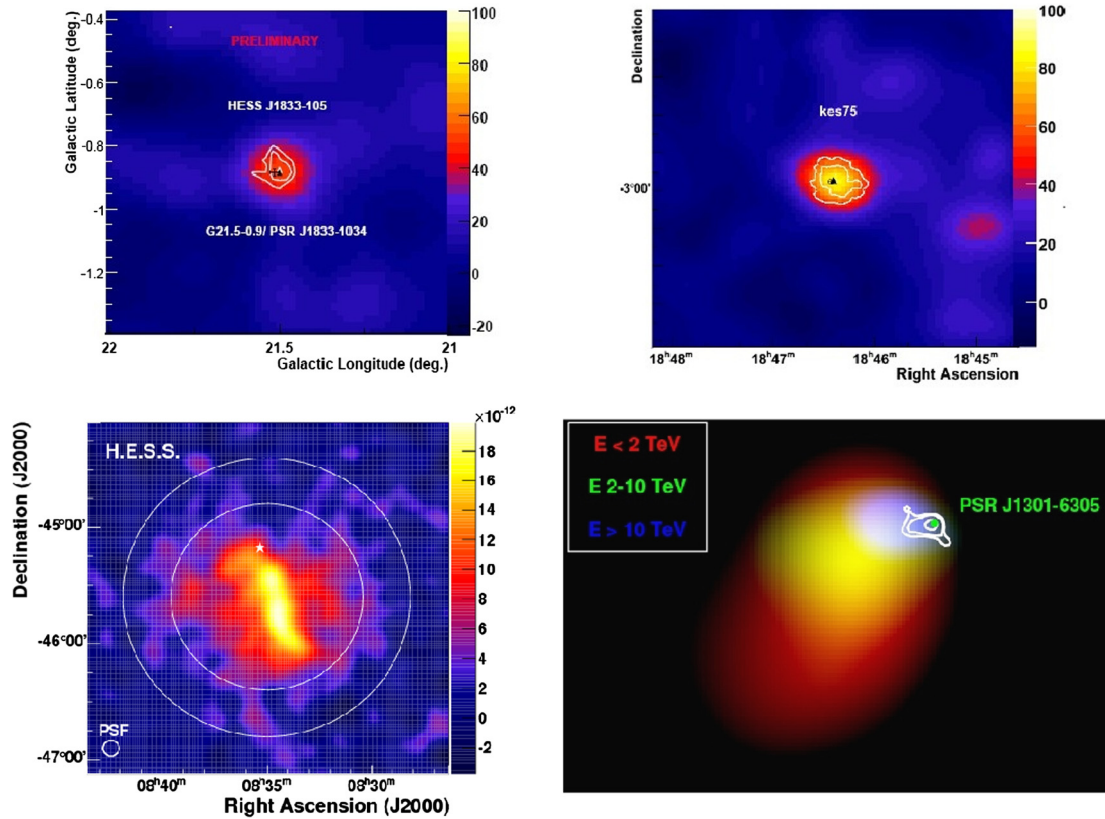 -0.4
-0.6
-0.8
-1
-1.2
22
21.5
21
Galactic Latitude (deg.)
Galactic Longitude (deg.)
PRELIMINARY
HESS J1833-105
G21.5-0.9/ PSR J1833-1034
100
80
60
40
20
0
-20
Declination
kes75
-3°00'
18ʰ48ᵐ
18ʰ47ᵐ
18ʰ46ᵐ
18ʰ45ᵐ
Right Ascension
100
80
60
40
20
0
Declination (J2000)
H.E.S.S.
PSF
-45°00'
-46°00'
-47°00'
08ʰ40ᵐ
08ʰ35ᵐ
08ʰ30ᵐ
Right Ascension (J2000)
×10⁻¹²
18
16
14
12
10
8
6
4
2
0
-2
E < 2 TeV
E 2-10 TeV
E > 10 TeV
PSR J1301-6305